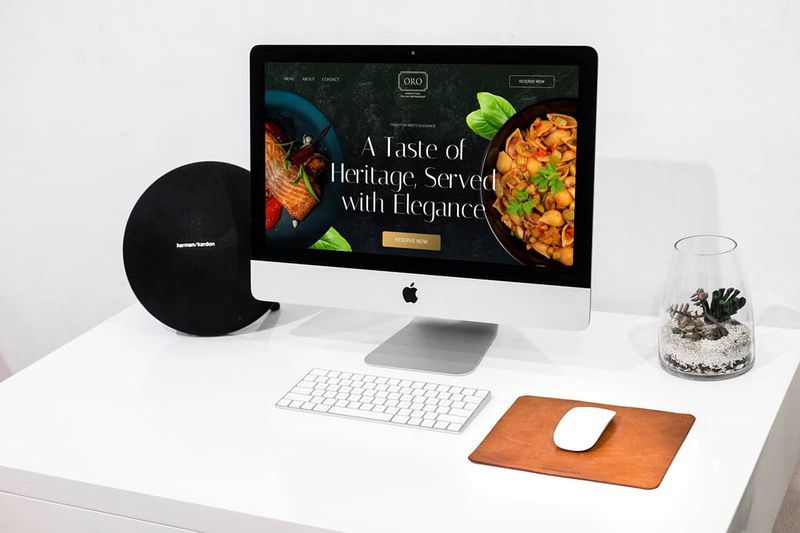 MENU ABOUT CONTACT
ORO
RESERVE NOW
A Taste of
Heritage, Served
with Elegance
RESERVE NOW
harman/kardon